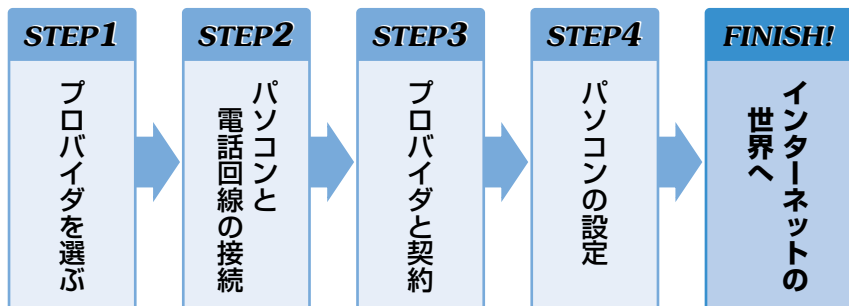 STEP1
プロバイダを選ぶ
STEP2
パソコンと
電話回線の接続
STEP3
プロバイダと契約
STEP4
パソコンの設定
FINISH!
インターネットの
世界へ